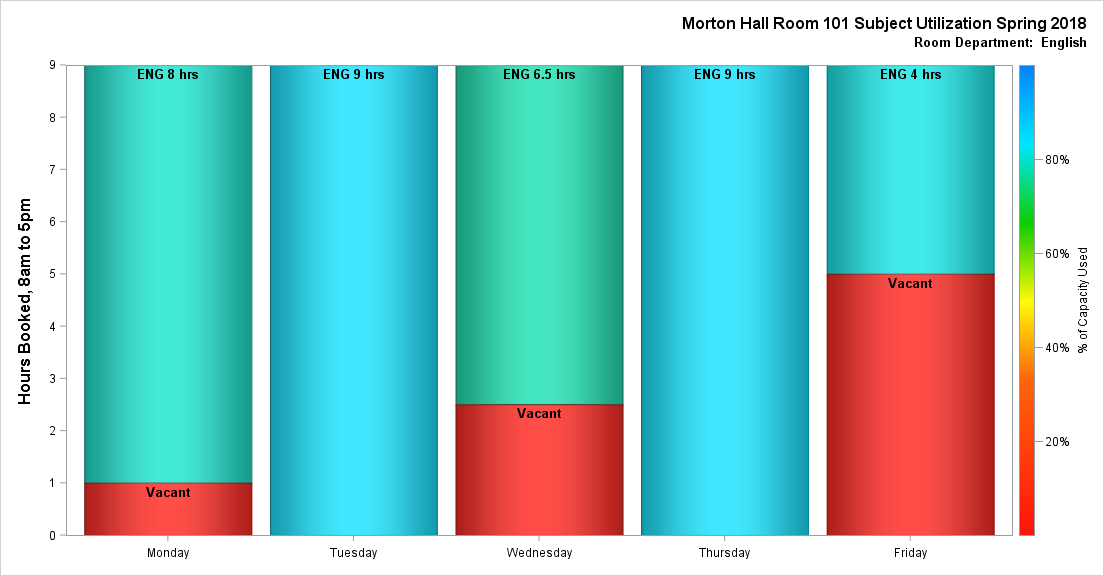 Morton Hall Room 101 Subject Utilization Spring 2018
Room Department: English
Hours Booked, 8am to 5pm
9
8
7
6
5
4
3
2
1
0
ENG 8 hrs
Vacant
ENG 9 hrs
ENG 6.5 hrs
Vacant
ENG 9 hrs
ENG 4 hrs
Vacant
Monday
Tuesday
Wednesday
Thursday
Friday
80%
60%
40%
20%
% of Capacity Used